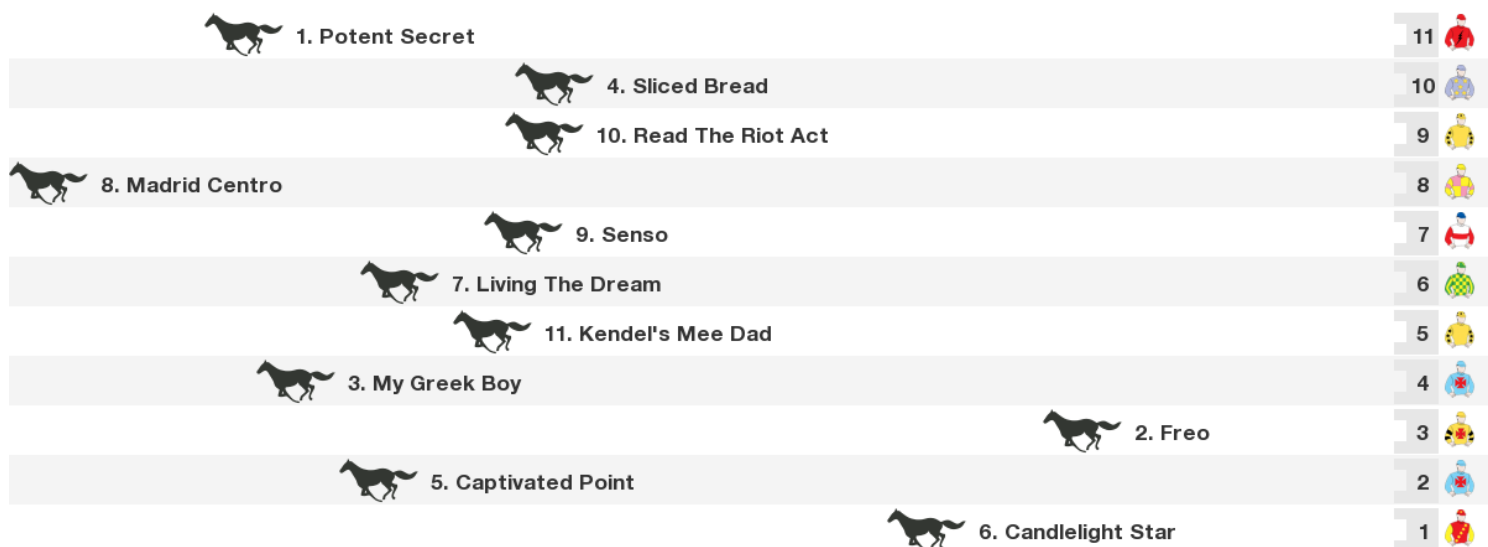 1. Potent Secret 11
4. Sliced Bread 10
10. Read The Riot Act 9
8. Madrid Centro 8
9. Senso 7
7. Living The Dream 6
11. Kendel's Mee Dad 5
3. My Greek Boy 4
2. Freo 3
5. Captivated Point 2
6. Candlelight Star 1